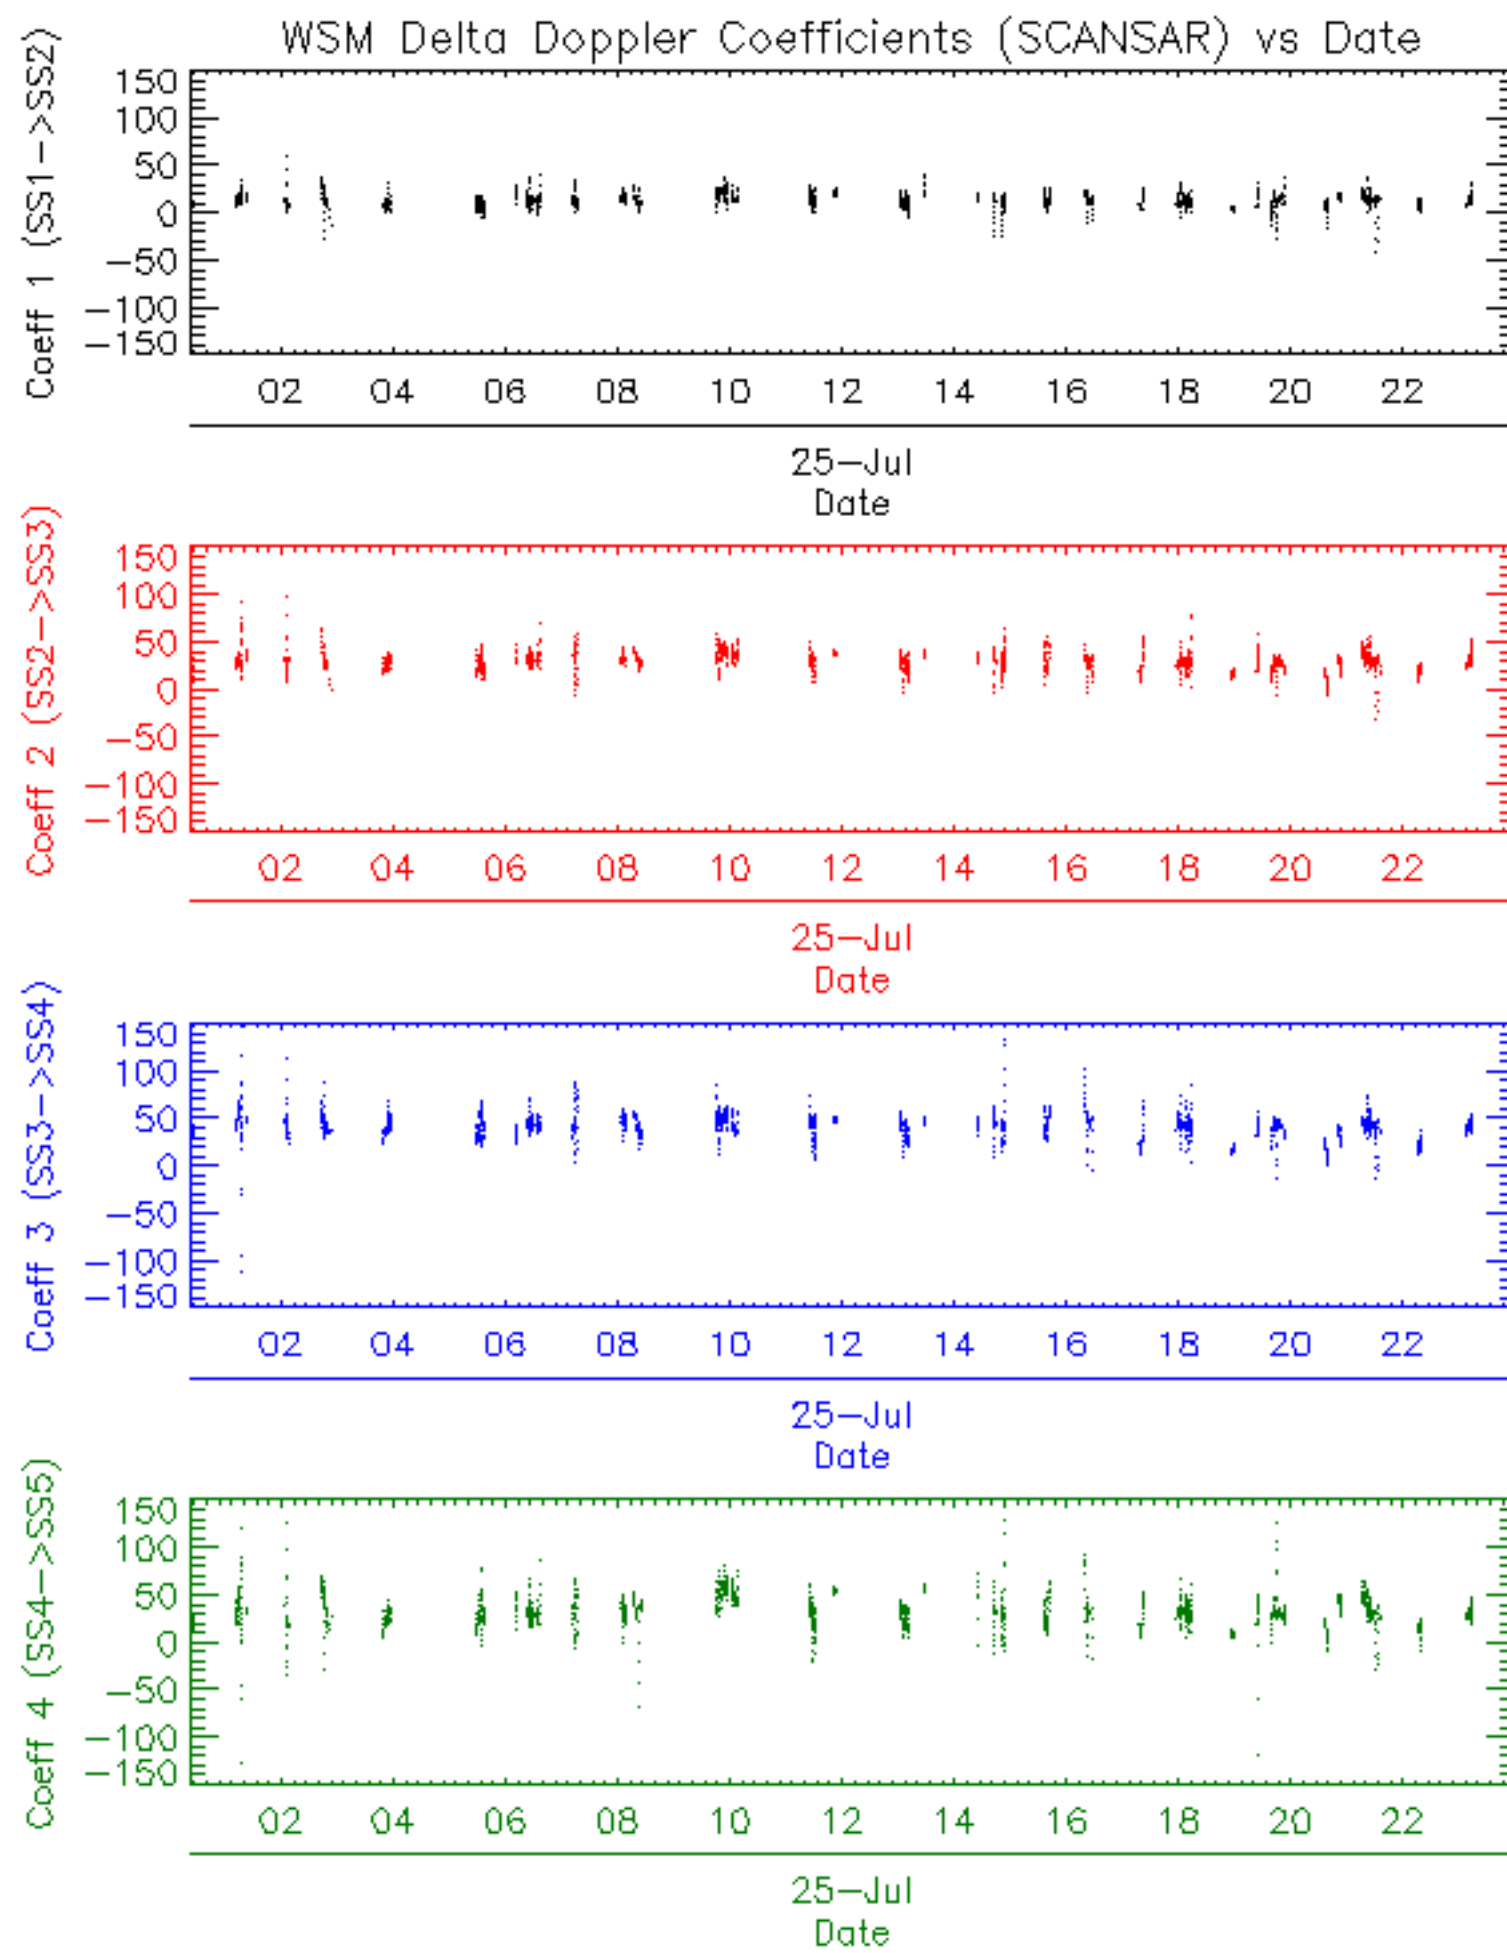 WSM Delta Doppler Coefficients (SCANSAR) vs Date
Coeff 1 (SS1->SS2)
150
100
50
0
-50
-100
-150
02 04 06 08 10 12 14 16 18 20 22
25-Jul
Date
Coeff 2 (SS2->SS3)
150
100
50
0
-50
-100
-150
02 04 06 08 10 12 14 16 18 20 22
25-Jul
Date
Coeff 3 (SS3->SS4)
150
100
50
0
-50
-100
-150
02 04 06 08 10 12 14 16 18 20 22
25-Jul
Date
Coeff 4 (SS4->SS5)
150
100
50
0
-50
-100
-150
02 04 06 08 10 12 14 16 18 20 22
25-Jul
Date